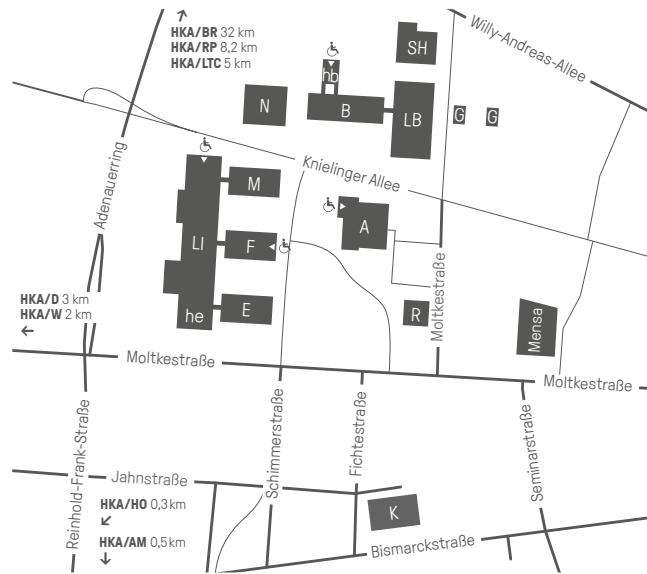 HKA/BR 32 km
HKA/RP 8,2 km
HKA/LTC 5 km
Willy-Andreas-Allee
SH
hb
N
B
LB
G
G
Knielinger Allee
Adenauerring
M
A
LI
F
HKA/D 3 km
HKA/W 2 km
he
E
R
Moltkestraße
Mensa
Moltkestraße
Moltkestraße
Reinhold-Frank-Straße
Schimmerstraße
Fichtestraße
Seminarstraße
Jahnstraße
HKA/HO 0,3 km
K
HKA/AM 0,5 km
Bismarckstraße